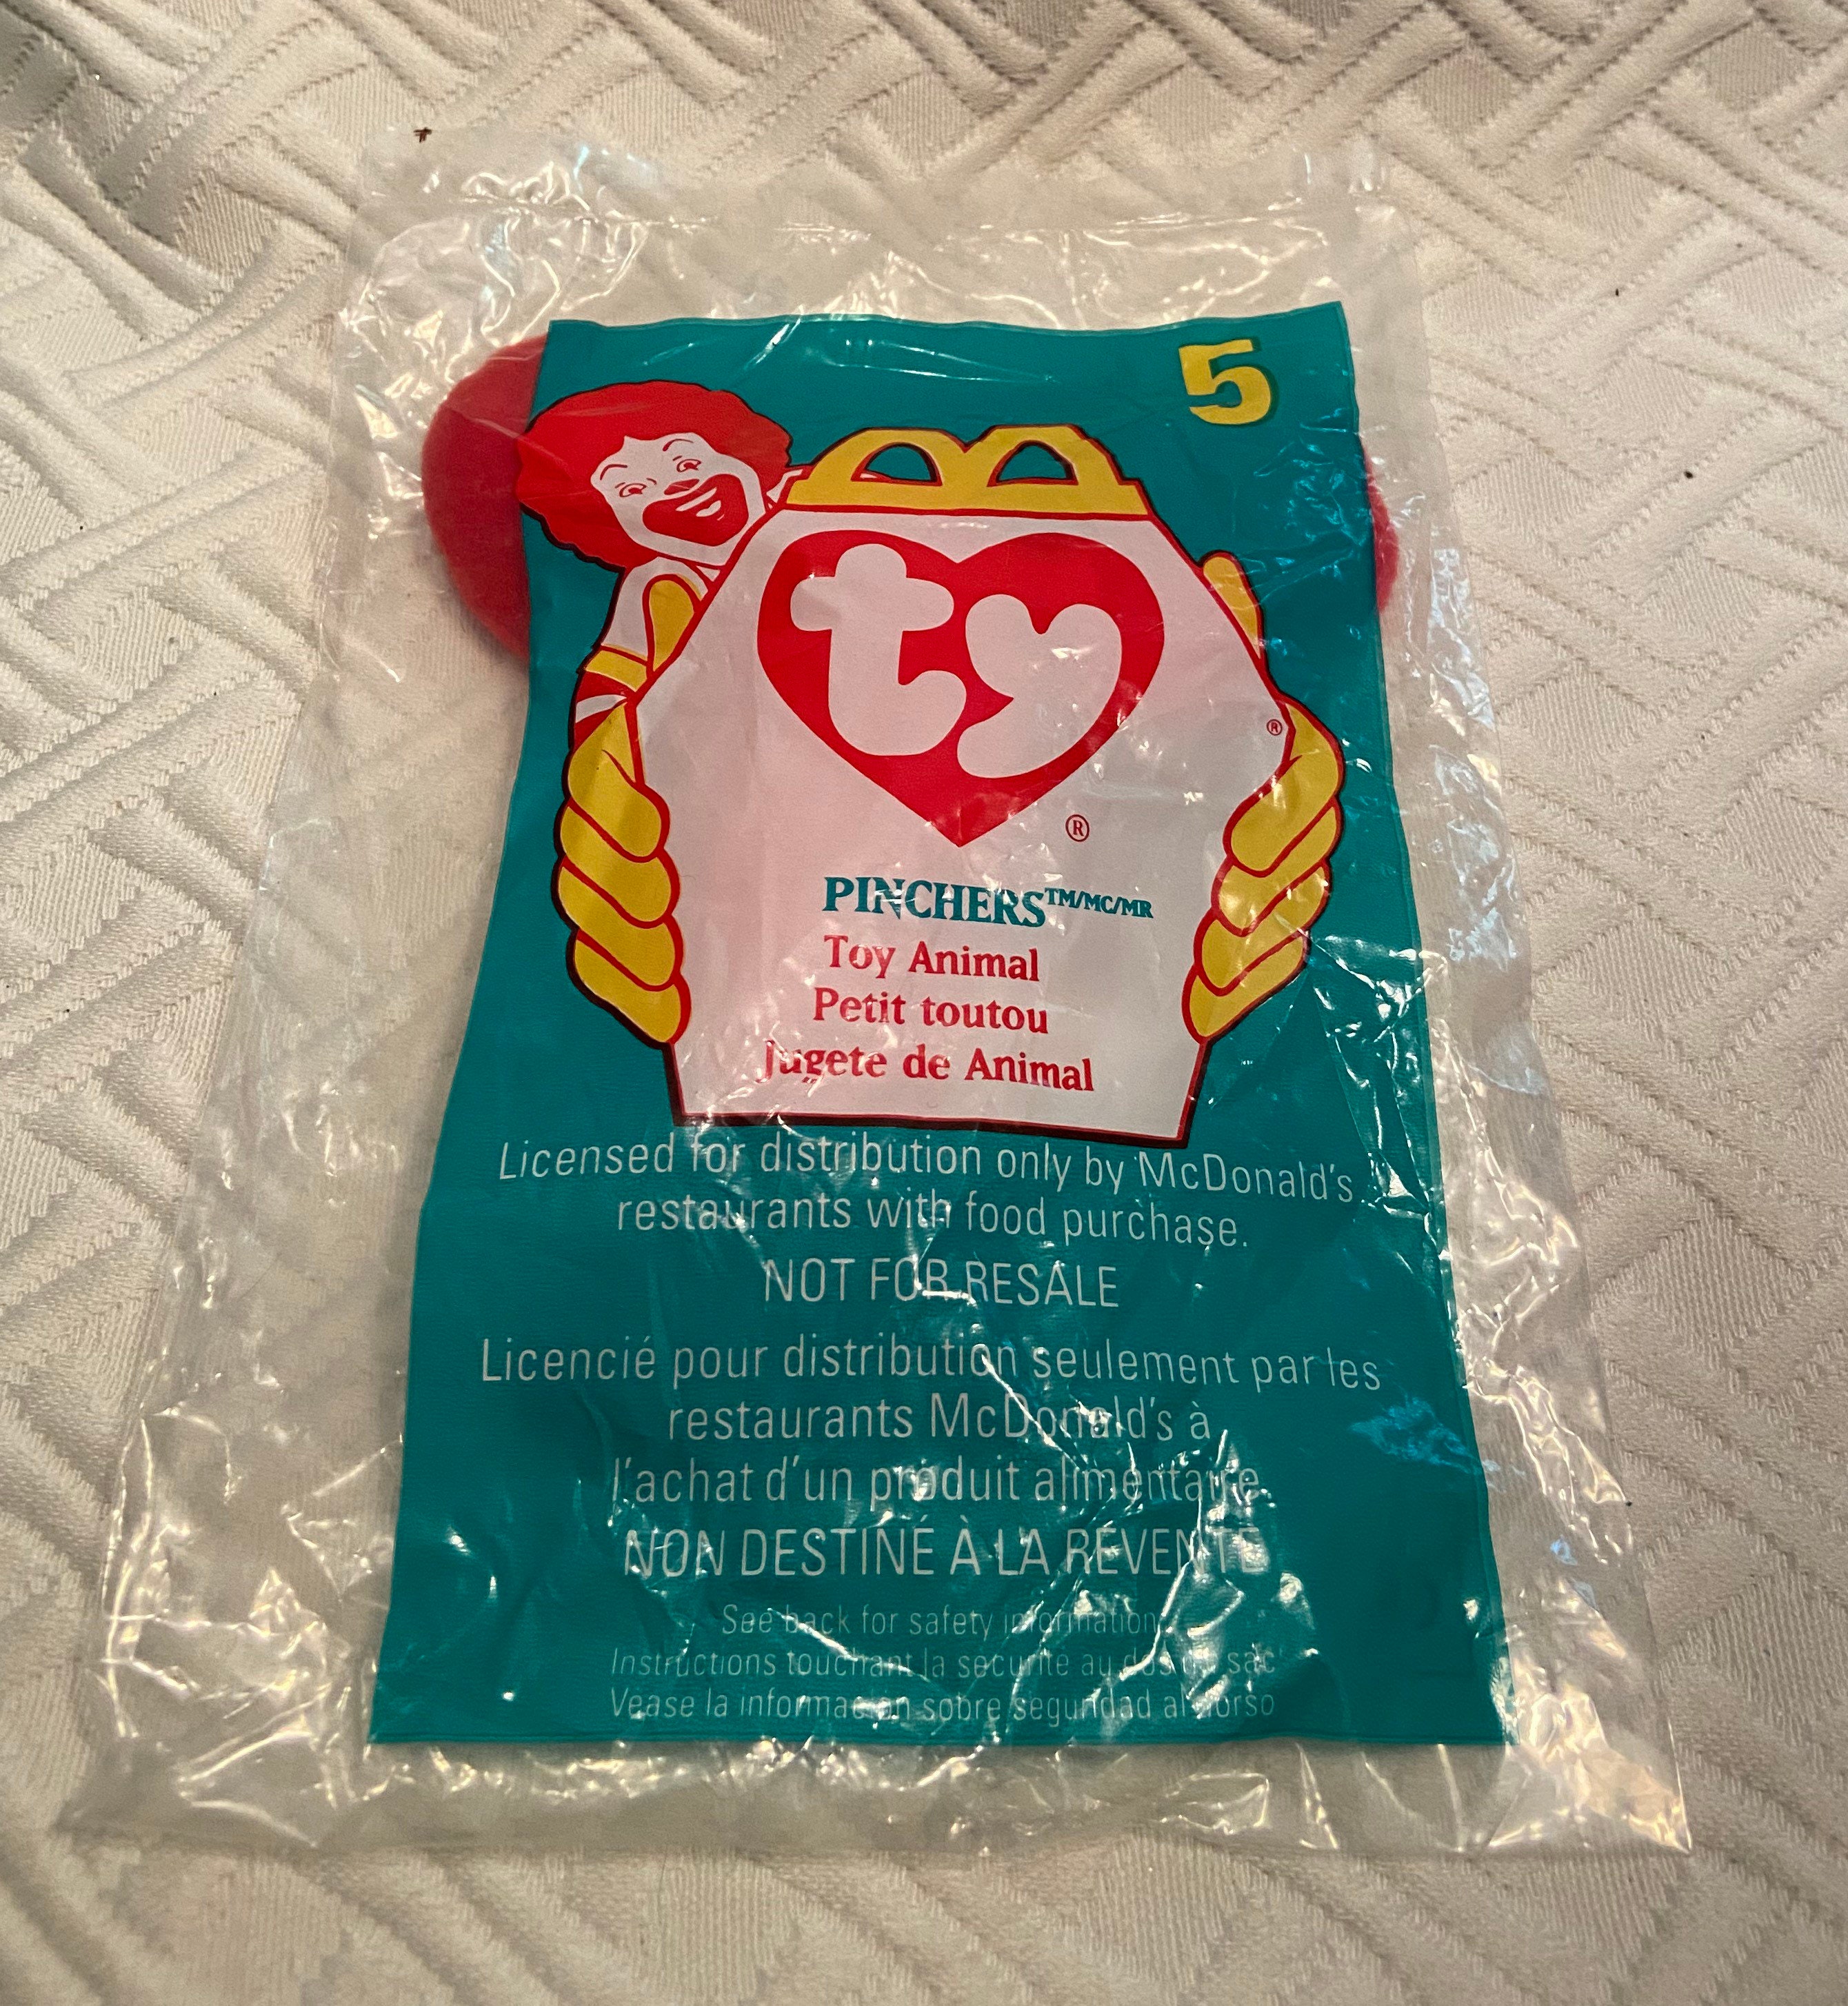 5
ty
®
®
PINCHERS™/MC/MR
Toy Animal
Petit toutou
Jugete de Animal
Licensed for distribution only by McDonald's
restaurants with food purchase.
NOT FOR RESALE
Licencié pour distribution seulement par les
restaurants McDonald's à
l'achat d'un produit alimentaire.
NON DESTINÉ À LA REVENTE
See back for safety information
Instructions touchant la sécurité au dos du sac
Vease la información sobre seguridad al dorso